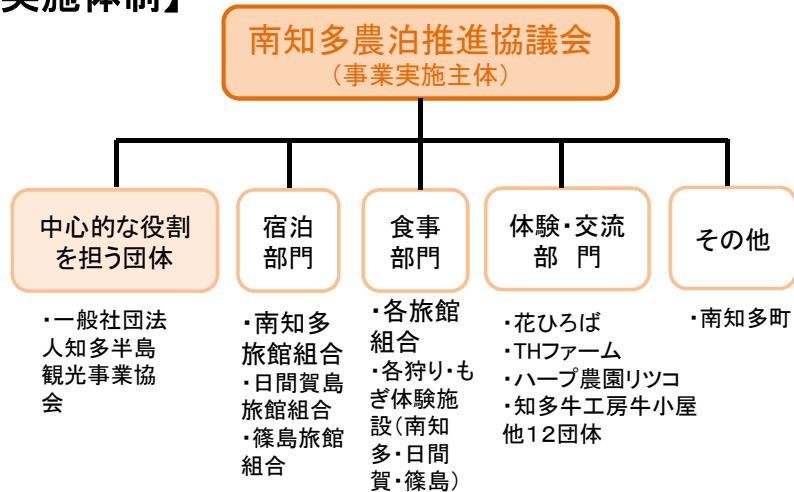 実施体制】
南知多農泊推進協議会
(事業実施主体)
中心的な役割
を担う団体
・一般社団法
人知多半島
観光事業協
会
宿泊
部門
・南知多
旅館組合
・日間賀島
旅館組合
・篠島旅館
組合
食事
部門
・各旅館
組合
・各狩り・も
ぎ体験施
設(南知
多・日間
賀・篠島)
体験・交流
部 門
・花ひろば
・THファーム
・ハープ農園リツコ
・知多牛工房牛小屋
他12団体
その他
・南知多町